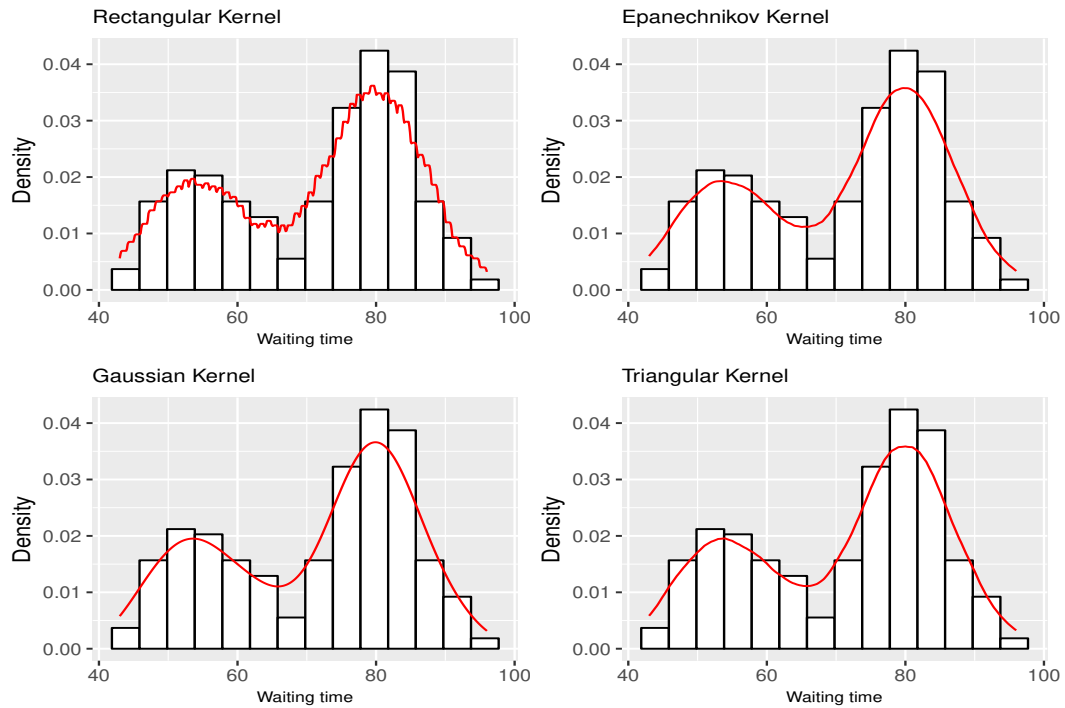 Rectangular Kernel
Density
0.04
0.03
0.02
0.01
0.00
40 60 80 100
Waiting time
Epanechnikov Kernel
Density
0.04
0.03
0.02
0.01
0.00
40 60 80 100
Waiting time
Gaussian Kernel
Density
0.04
0.03
0.02
0.01
0.00
40 60 80 100
Waiting time
Triangular Kernel
Density
0.04
0.03
0.02
0.01
0.00
40 60 80 100
Waiting time